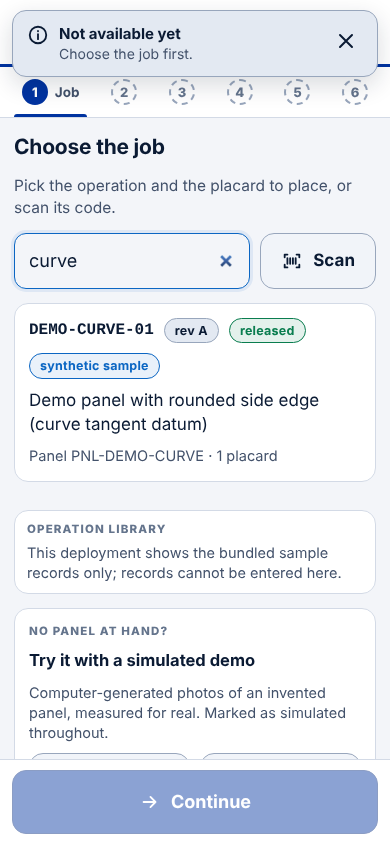 Not available yet
Choose the job first.
1 Job 2 3 4 5 6
Choose the job
Pick the operation and the placard to place, or
scan its code.
curve
Scan
DEMO-CURVE-01 rev A released
synthetic sample
Demo panel with rounded side edge
(curve tangent datum)
Panel PNL-DEMO-CURVE · 1 placard
OPERATION LIBRARY
This deployment shows the bundled sample
records only; records cannot be entered here.
NO PANEL AT HAND?
Try it with a simulated demo
Computer-generated photos of an invented
panel, measured for real. Marked as simulated
throughout.
Continue